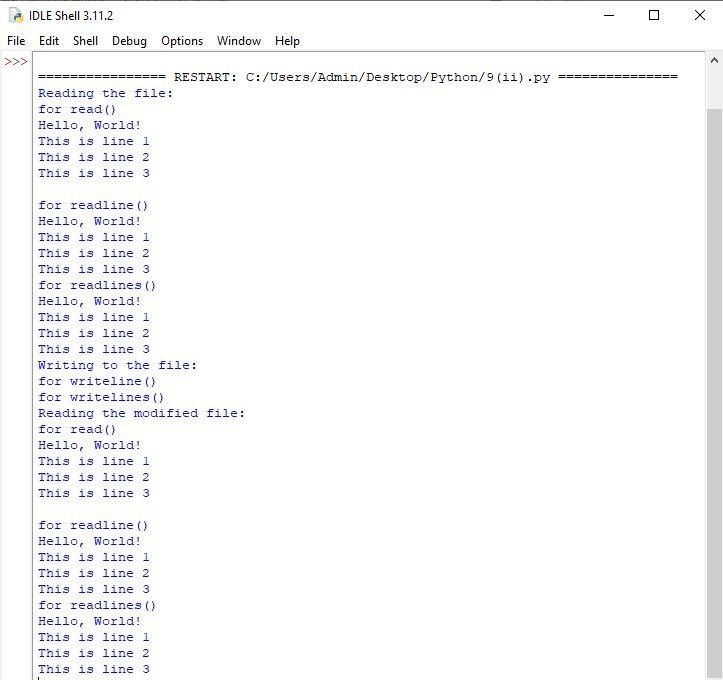 IDLE Shell 3.11.2
File Edit Shell Debug Options Window Help
>>>
================ RESTART: C:/Users/Admin/Desktop/Python/9(ii).py ===============
Reading the file:
for read()
Hello, World!
This is line 1
This is line 2
This is line 3

for readline()
Hello, World!
This is line 1
This is line 2
This is line 3
for readlines()
Hello, World!
This is line 1
This is line 2
This is line 3
Writing to the file:
for writeline()
for writelines()
Reading the modified file:
for read()
Hello, World!
This is line 1
This is line 2
This is line 3

for readline()
Hello, World!
This is line 1
This is line 2
This is line 3
for readlines()
Hello, World!
This is line 1
This is line 2
This is line 3